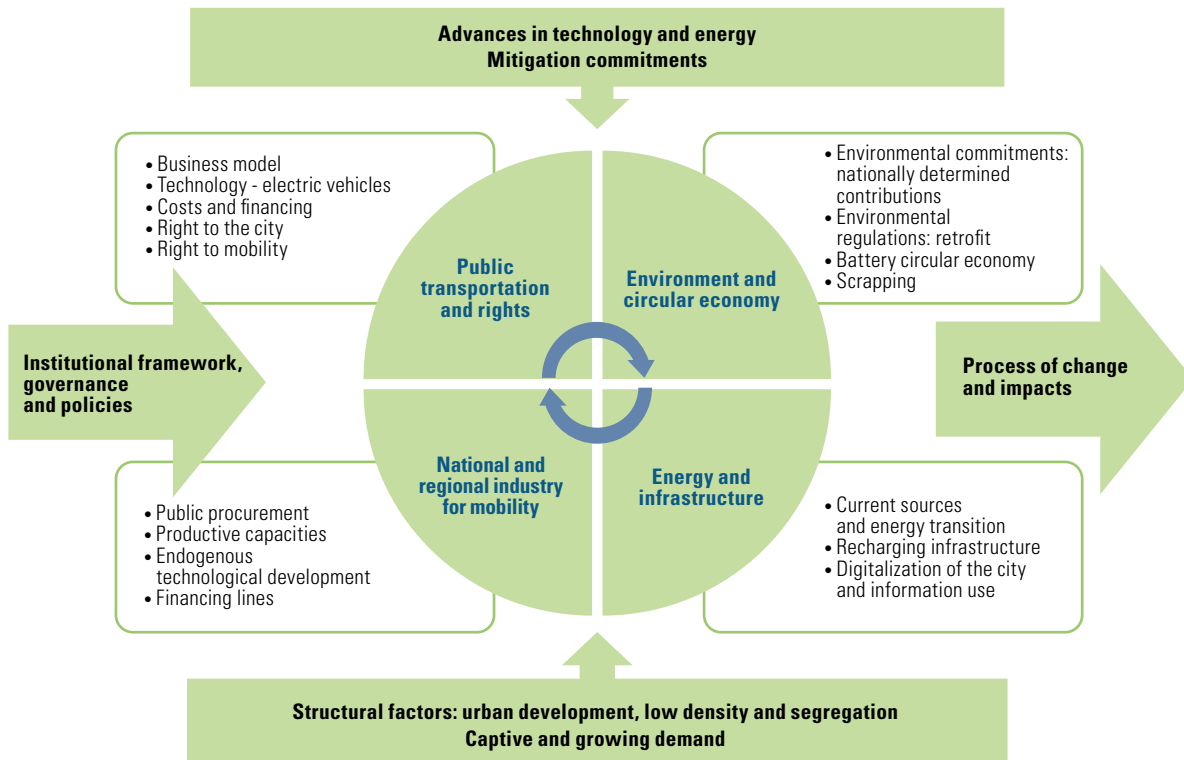 Advances in technology and energy
Mitigation commitments
• Business model
• Technology - electric vehicles
• Costs and financing
• Right to the city
• Right to mobility
• Environmental commitments:
nationally determined
contributions
• Environmental
regulations: retrofit
• Battery circular economy
• Scrapping
Public
transportation
and rights
Environment and
circular economy
Institutional framework,
governance
and policies
Process of change
and impacts
National and
regional industry
for mobility
Energy and
infrastructure
• Public procurement
• Productive capacities
• Endogenous
technological development
• Financing lines
• Current sources
and energy transition
• Recharging infrastructure
• Digitalization of the city
and information use
Structural factors: urban development, low density and segregation
Captive and growing demand